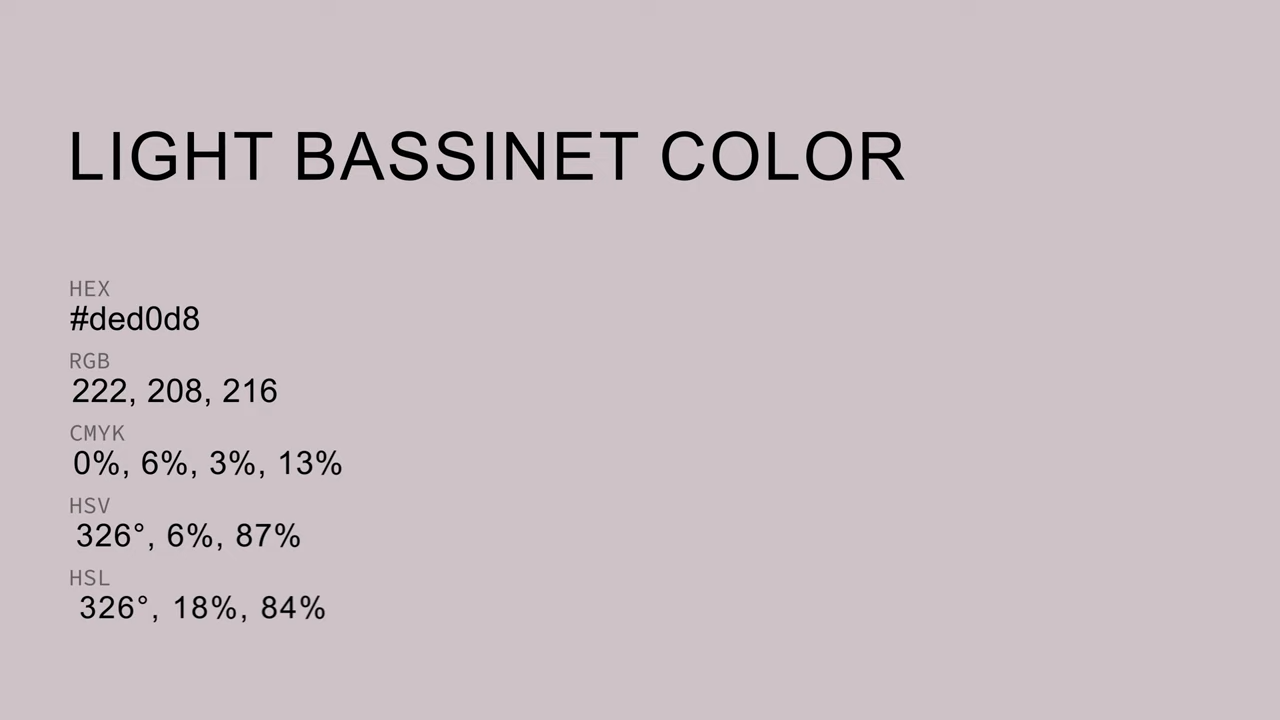 LIGHT BASSINET COLOR
HEX
#ded0d8
RGB
222, 208, 216
CMYK
0%, 6%, 3%, 13%
HSV
326°, 6%, 87%
HSL
326°, 18%, 84%